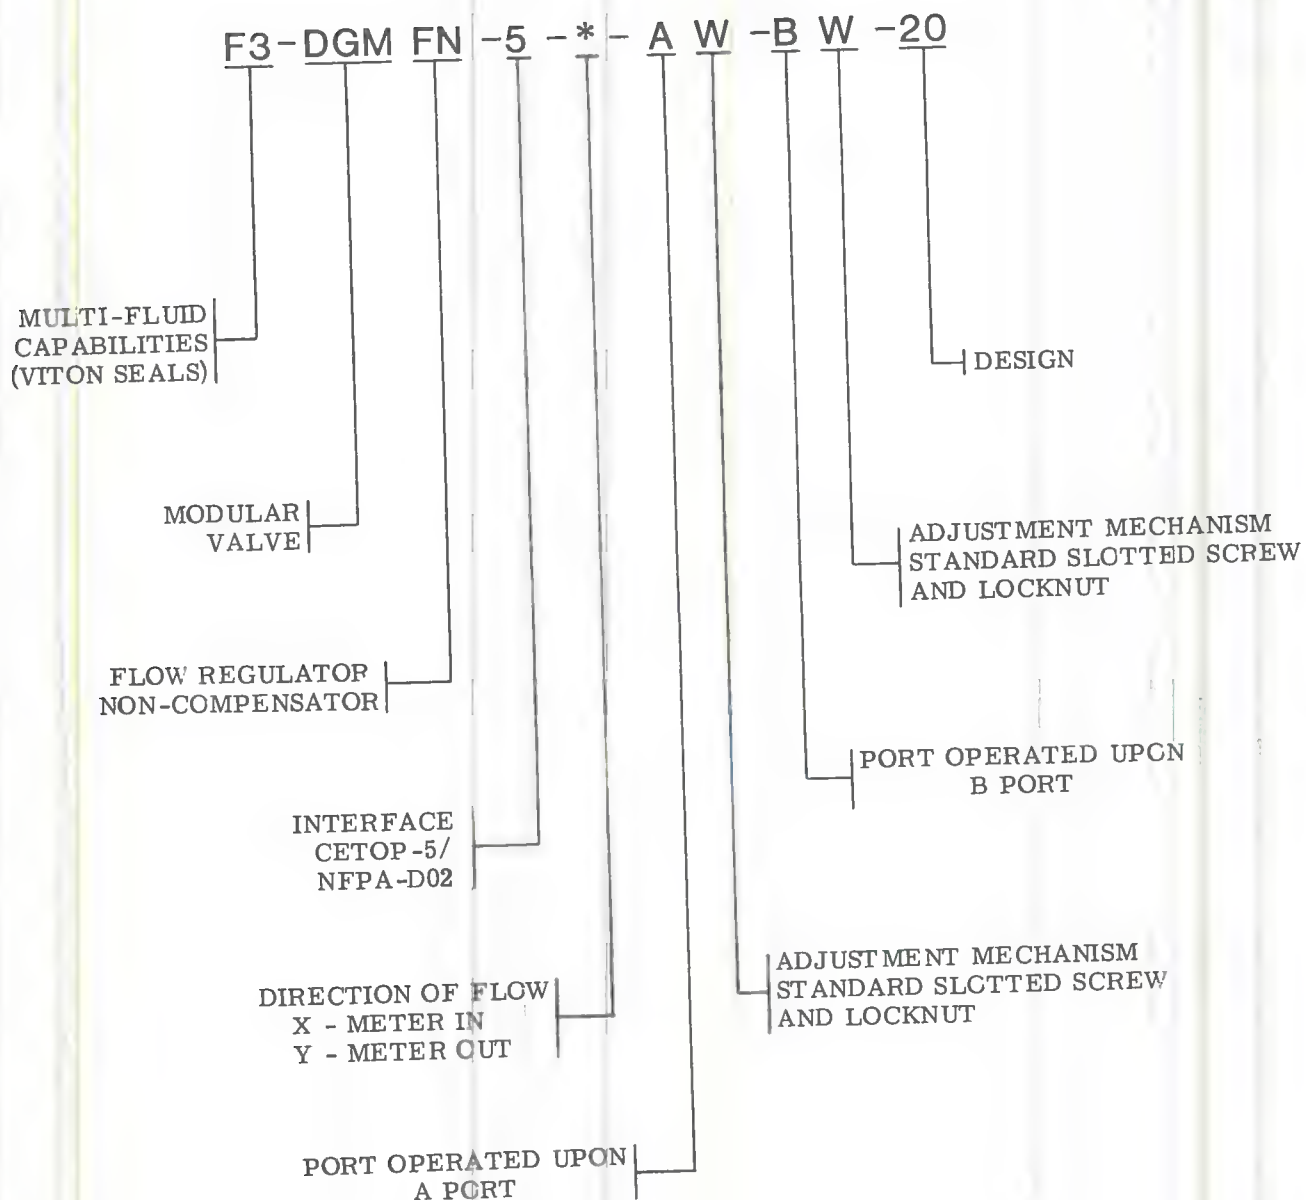 F3-DGM FN-5-*-A W-B W-20
MULTI-FLUID
CAPABILITIES
(VITON SEALS)
DESIGN
MODULAR
VALVE
ADJUSTMENT MECHANISM
STANDARD SLOTTED SCREW
AND LOCKNUT
FLOW REGULATOR
NON-COMPENSATOR
PORT OPERATED UPON
B PORT
INTERFACE
CETOP-5/
NFPA-D02
ADJUSTMENT MECHANISM
STANDARD SLOTTED SCREW
AND LOCKNUT
DIRECTION OF FLOW
X - METER IN
Y - METER OUT
PORT OPERATED UPON
A PORT